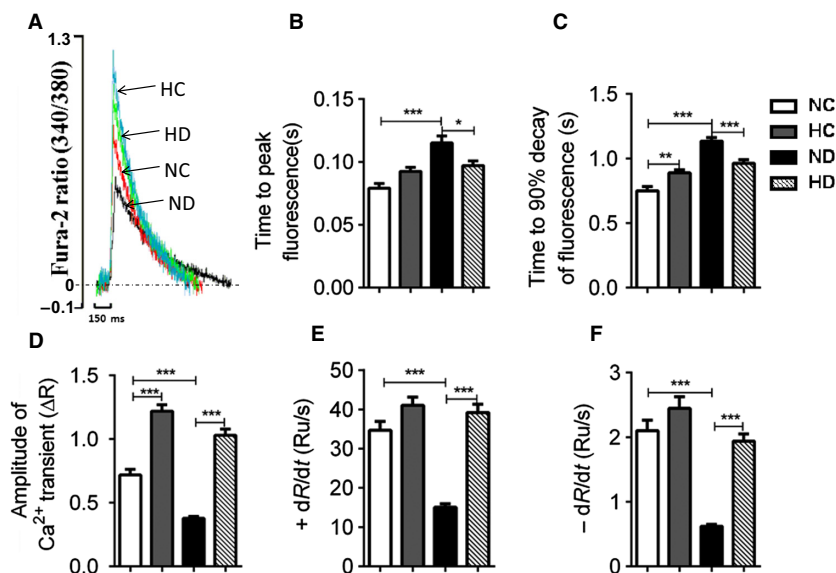 A
1.3
Fura-2 ratio (340/380)
0
−0.1
150 ms
HC
HD
NC
ND
B
Time to peak
fluorescence(s)
0.15
0.10
0.05
0.00
***
*
C
Time to 90% decay
of fluorescence (s)
1.5
1.0
0.5
0.0
***
**
***
NC
HC
ND
HD
D
Amplitude of
Ca2+ transient (ΔR)
1.5
1.0
0.5
0.0
***
***
***
E
+ dR/dt (Ru/s)
50
40
30
20
10
0
***
***
F
− dR/dt (Ru/s)
3
2
1
0
***
***